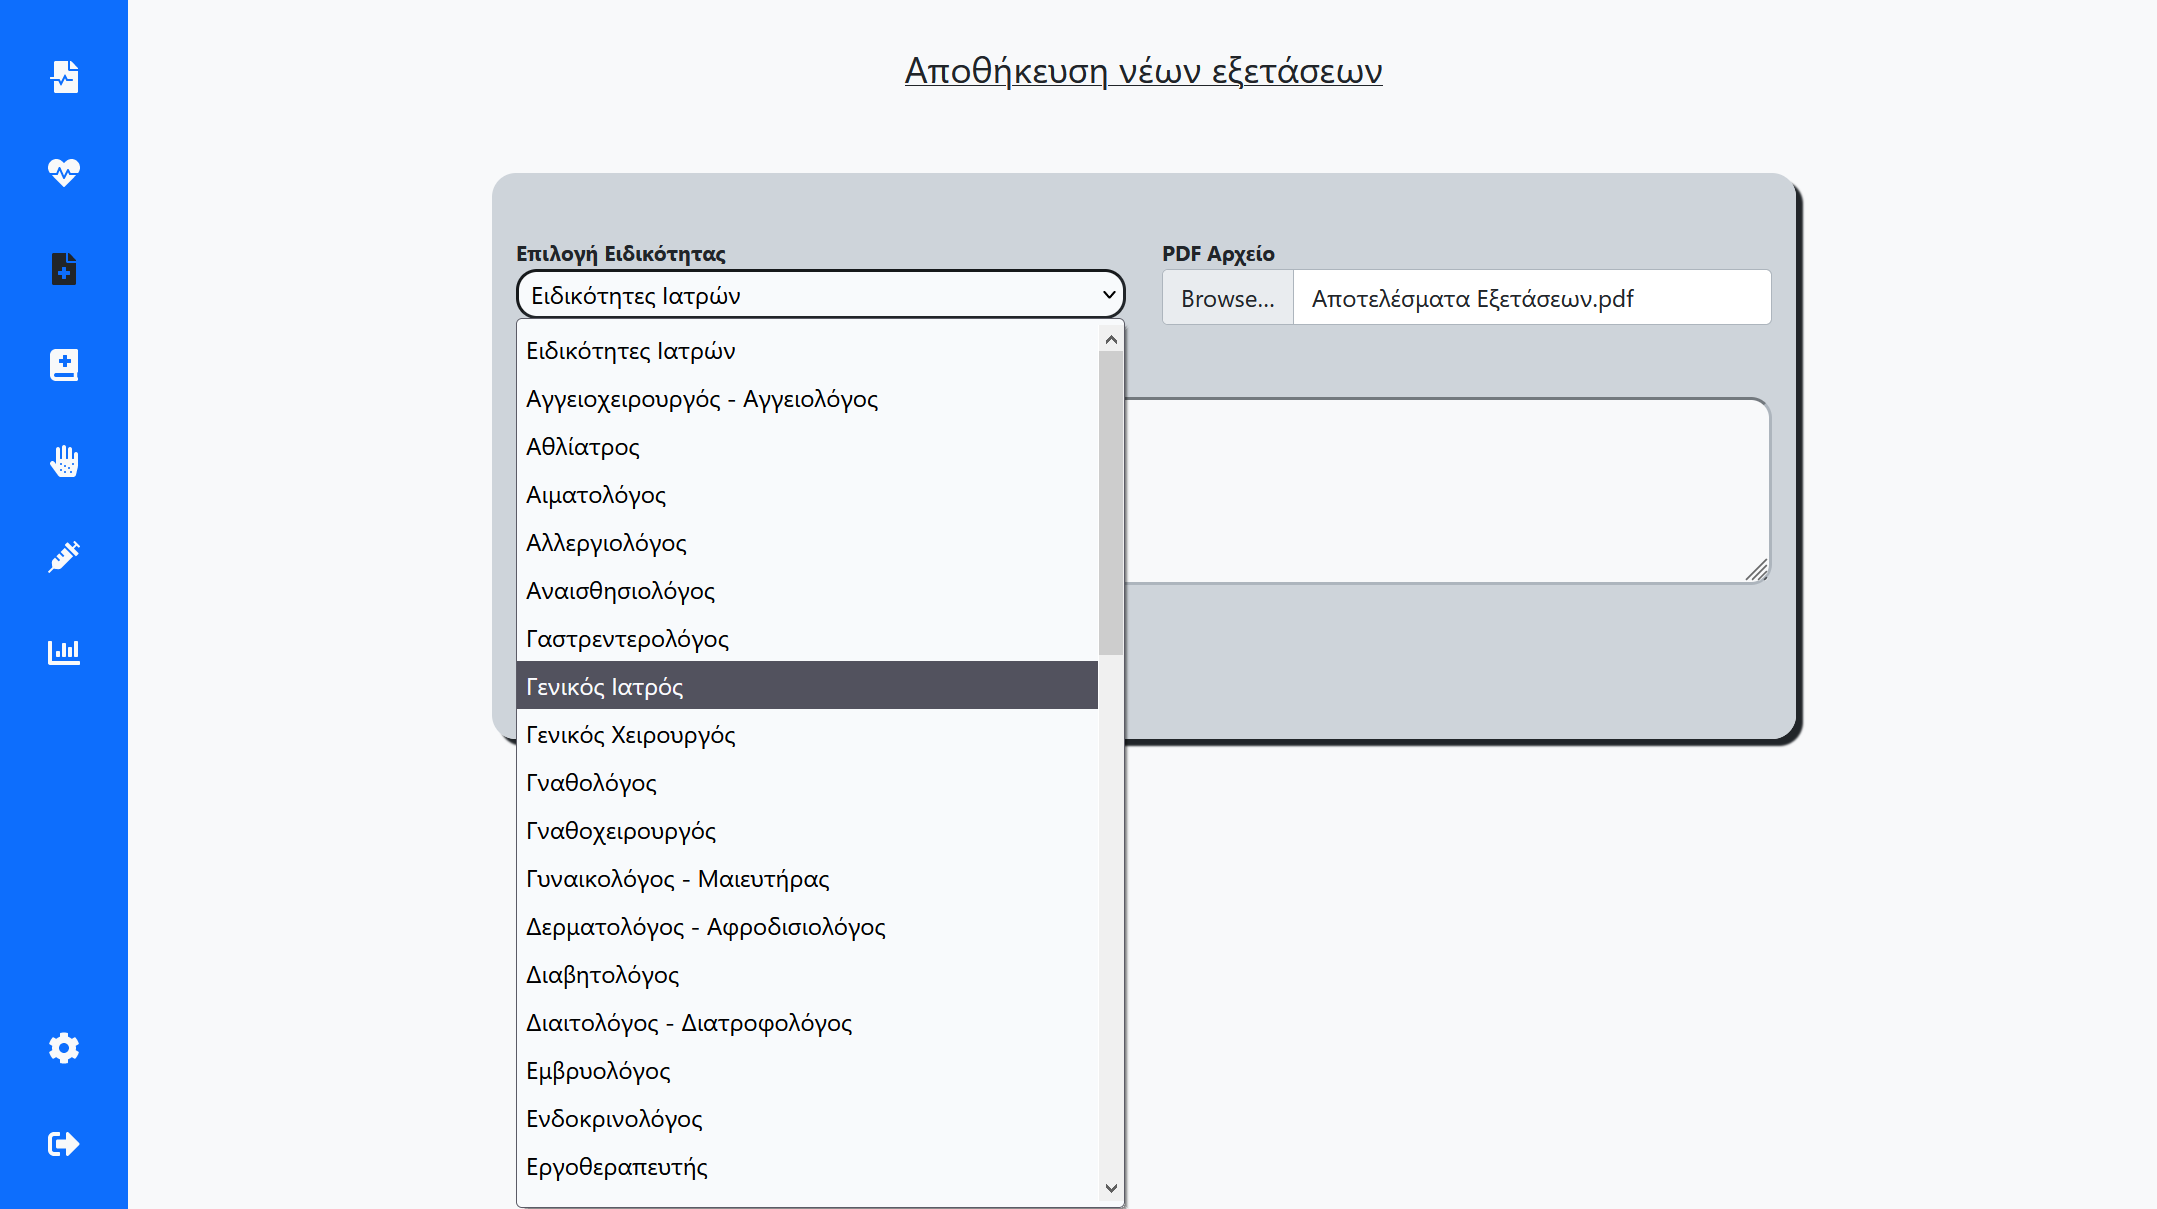 Αποθήκευση νέων εξετάσεων
Επιλογή Ειδικότητας
Ειδικότητες Ιατρών
PDF Αρχείο
Browse... Αποτελέσματα Εξετάσεων.pdf
Ειδικότητες Ιατρών
Αγγειοχειρουργός - Αγγειολόγος
Αθλίατρος
Αιματολόγος
Αλλεργιολόγος
Αναισθησιολόγος
Γαστρεντερολόγος
Γενικός Ιατρός
Γενικός Χειρουργός
Γναθολόγος
Γναθοχειρουργός
Γυναικολόγος - Μαιευτήρας
Δερματολόγος - Αφροδισιολόγος
Διαβητολόγος
Διαιτολόγος - Διατροφολόγος
Εμβρυολόγος
Ενδοκρινολόγος
Εργοθεραπευτής